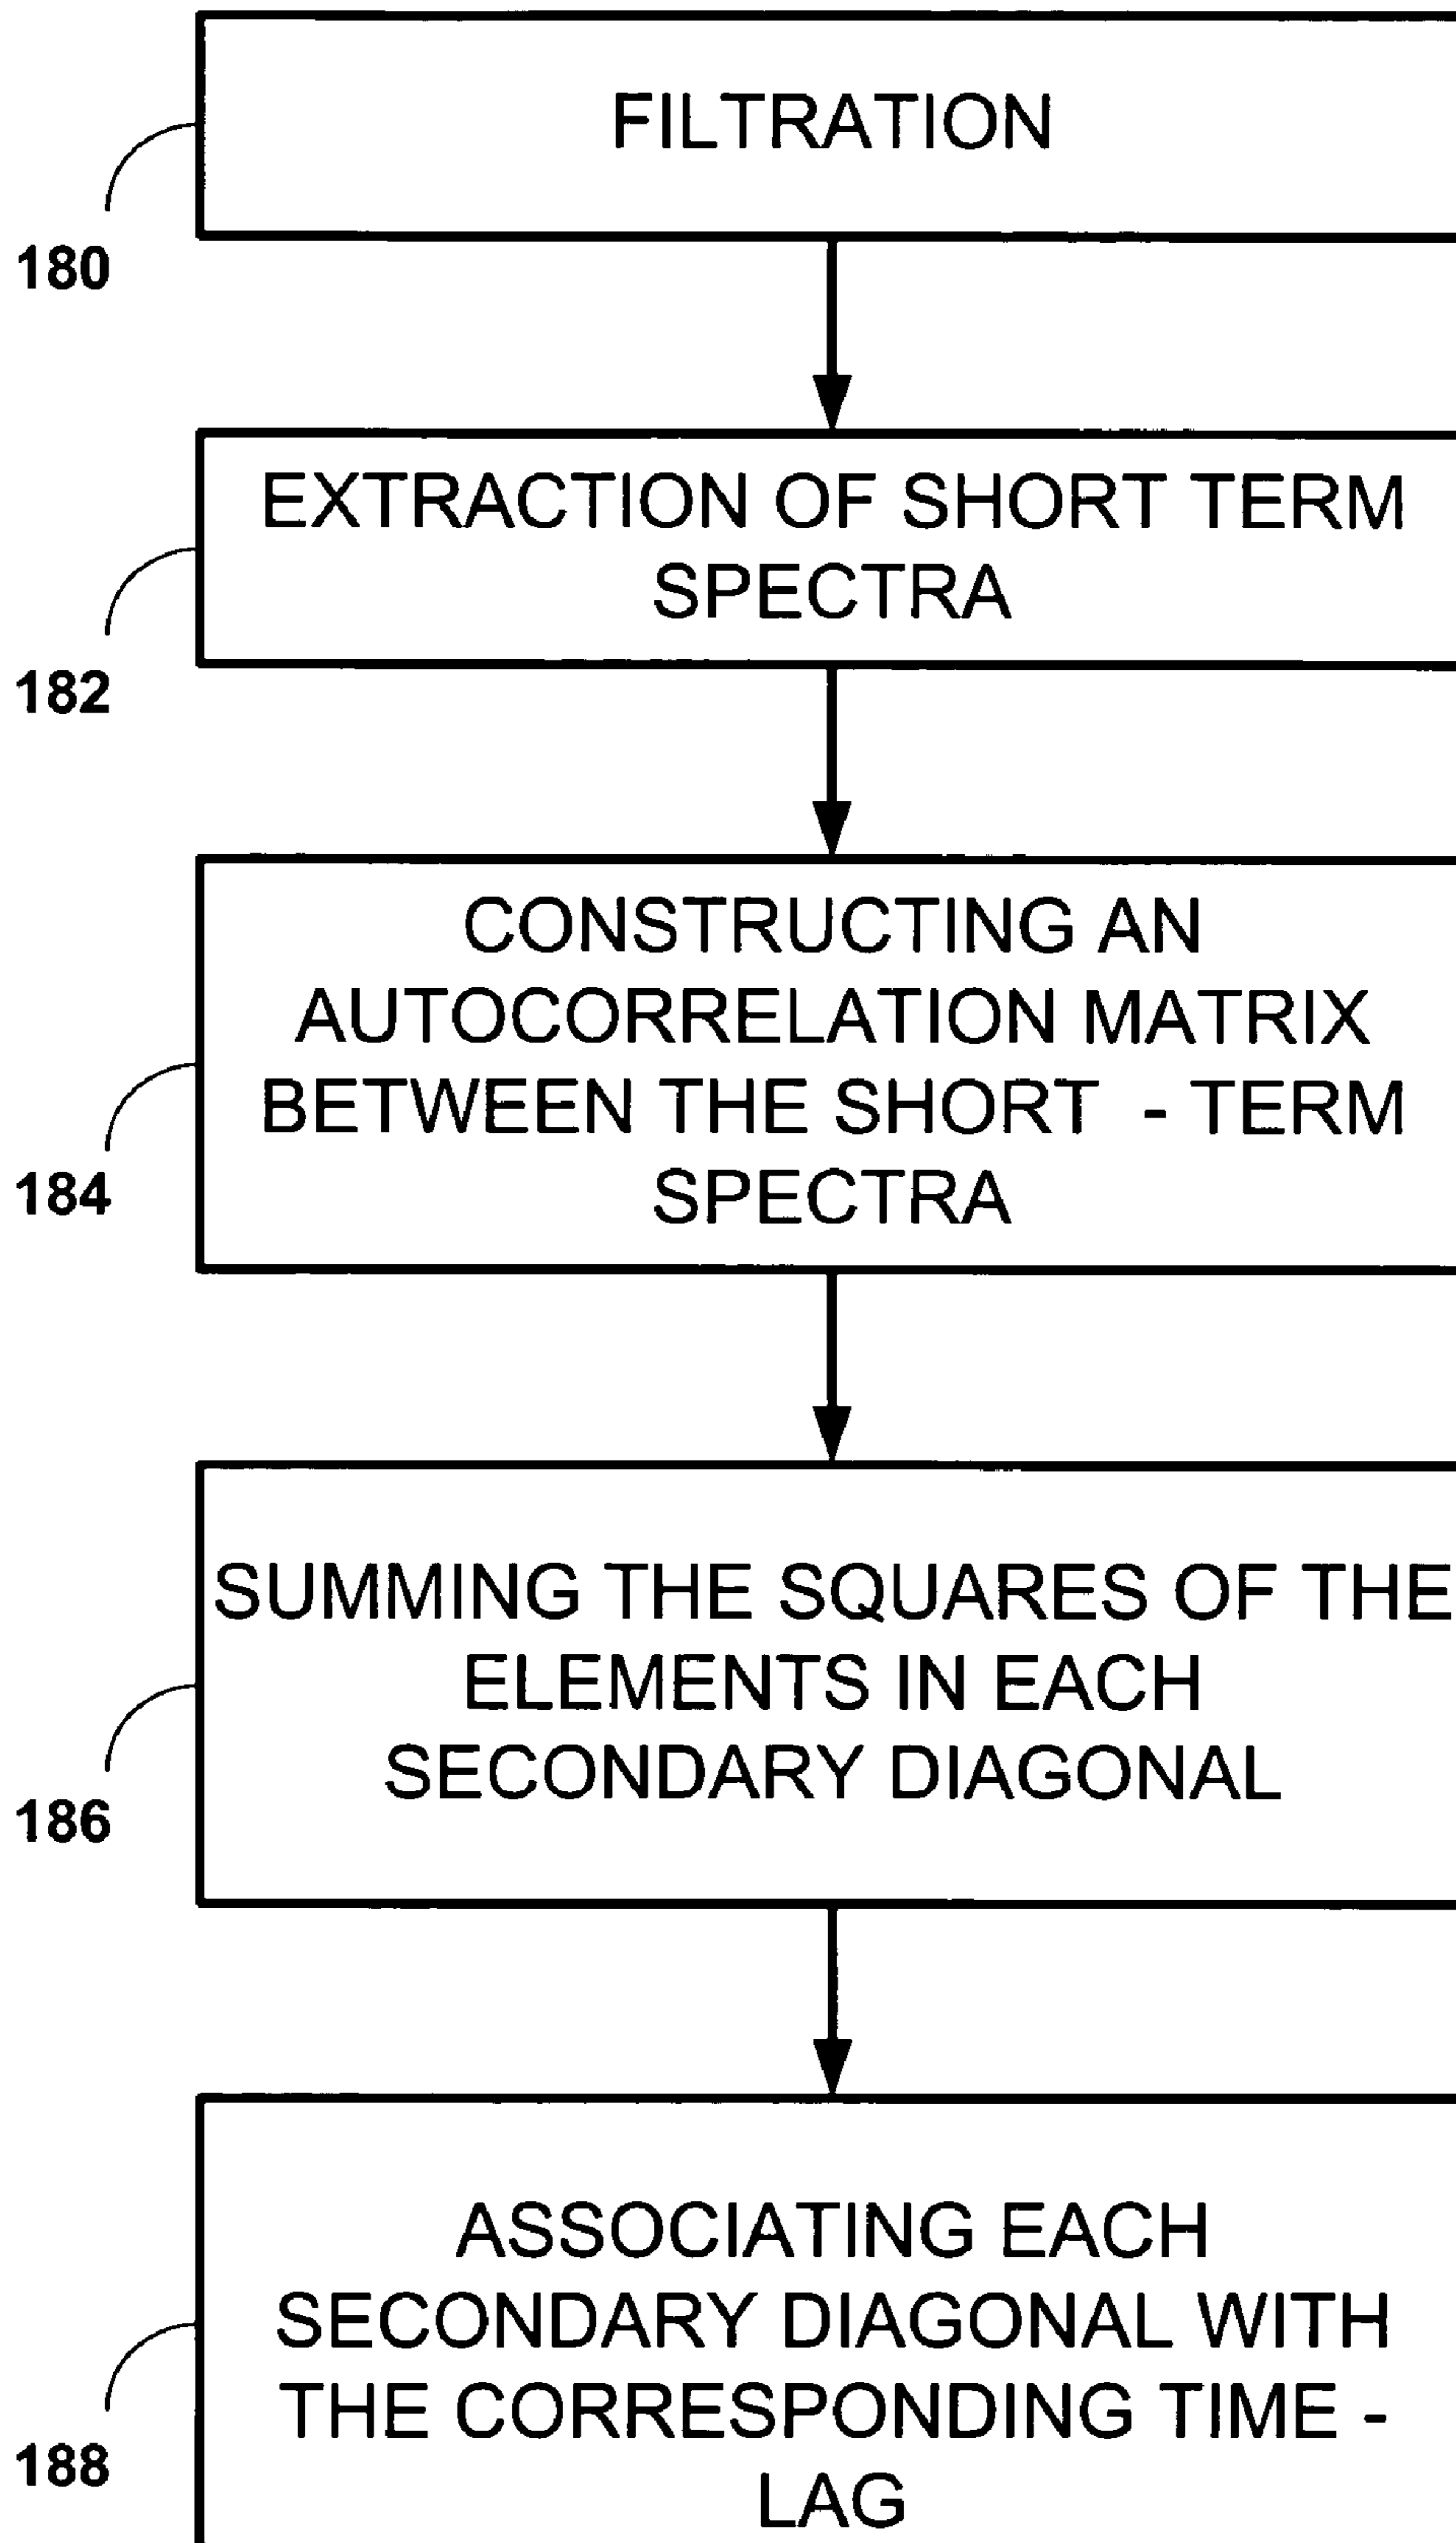 FILTRATION
180
EXTRACTION OF SHORT TERM
SPECTRA
182
CONSTRUCTING AN
AUTOCORRELATION MATRIX
BETWEEN THE SHORT - TERM
SPECTRA
184
SUMMING THE SQUARES OF THE
ELEMENTS IN EACH
SECONDARY DIAGONAL
186
ASSOCIATING EACH
SECONDARY DIAGONAL WITH
THE CORRESPONDING TIME -
LAG
188